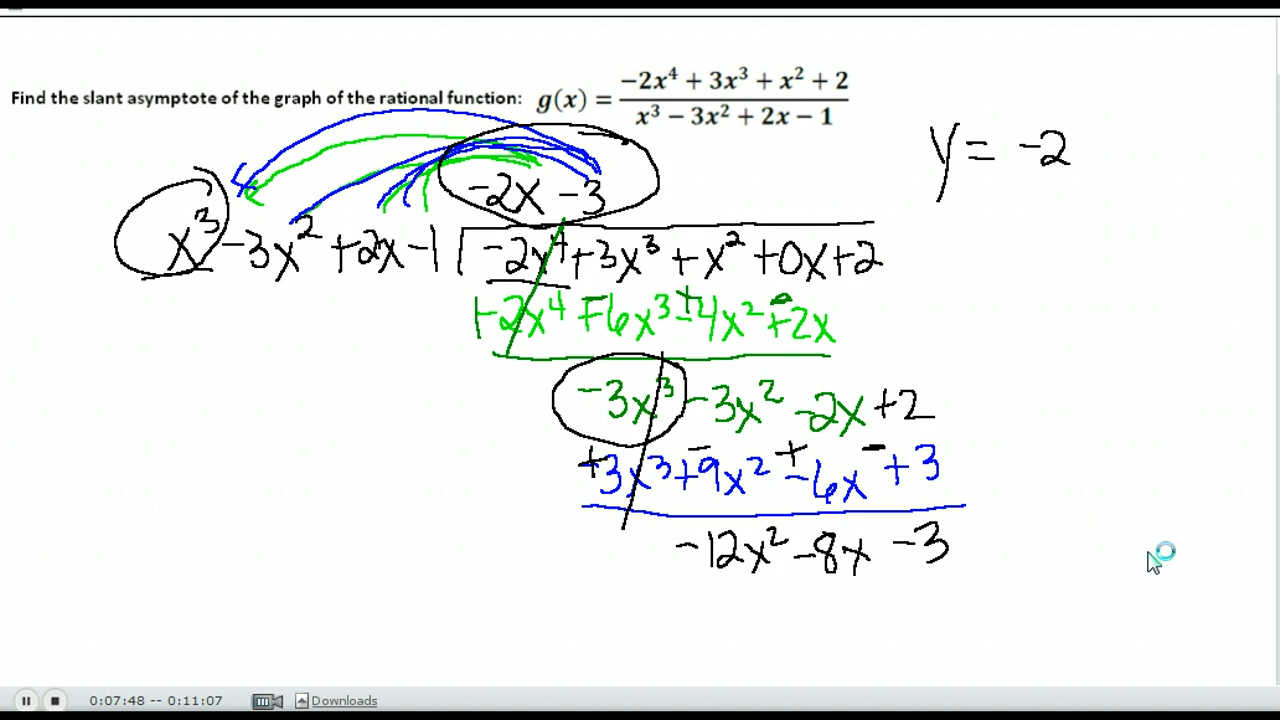 Find the slant asymptote of the graph of the rational function: g(x) = (-2x⁴ + 3x³ + x² + 2) / (x³ - 3x² + 2x - 1)
y = -2
-2x -3
x³ -3x² +2x -1 | -2x⁴ +3x³ + x² +0x +2
+2x⁴ -6x³ +4x² -2x
-3x³ -3x² -2x +2
+3x³ +9x² -6x +3
-12x² -8x -3
0:07:48 -- 0:11:07 Downloads